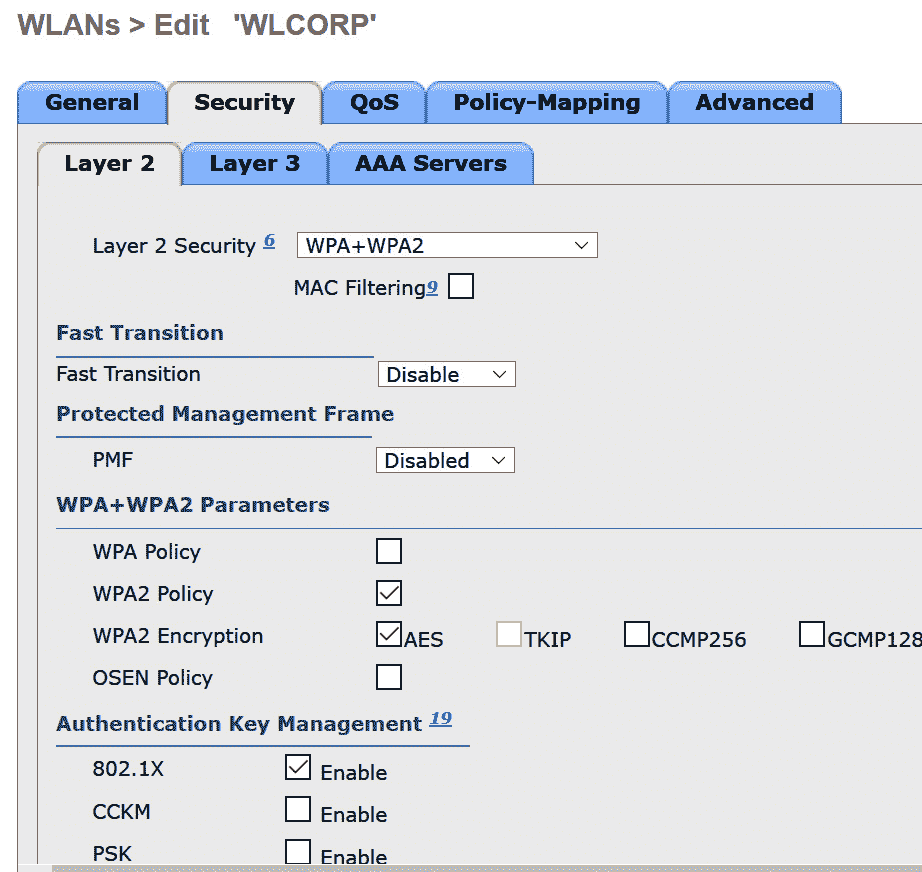 WLANs > Edit 'WLCORP'
General Security QoS Policy-Mapping Advanced
Layer 2 Layer 3 AAA Servers
Layer 2 Security 6 WPA+WPA2
MAC Filtering9
Fast Transition
Fast Transition Disable
Protected Management Frame
PMF Disabled
WPA+WPA2 Parameters
WPA Policy
WPA2 Policy
WPA2 Encryption AES TKIP CCMP256 GCMP128
OSEN Policy
Authentication Key Management 19
802.1X Enable
CCKM Enable
PSK Enable